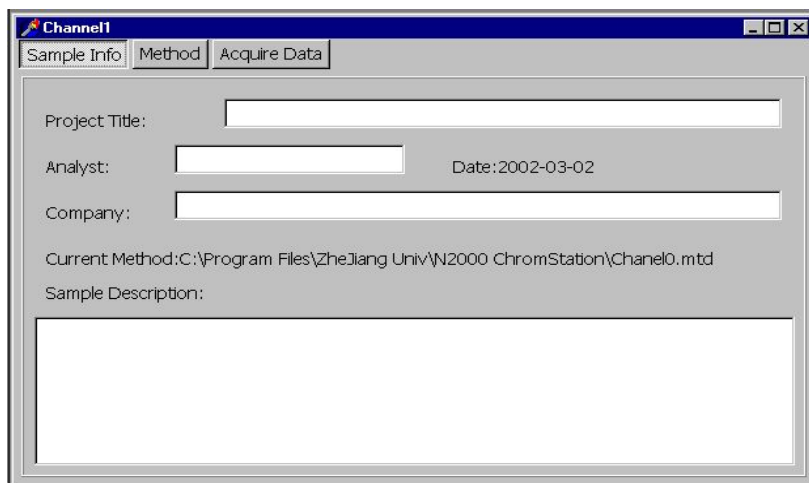 Channel1
Sample Info Method Acquire Data
Project Title:
Analyst: Date:2002-03-02
Company:
Current Method:C:\Program Files\ZheJiang Univ\N2000 ChromStation\Chanel0.mtd
Sample Description: